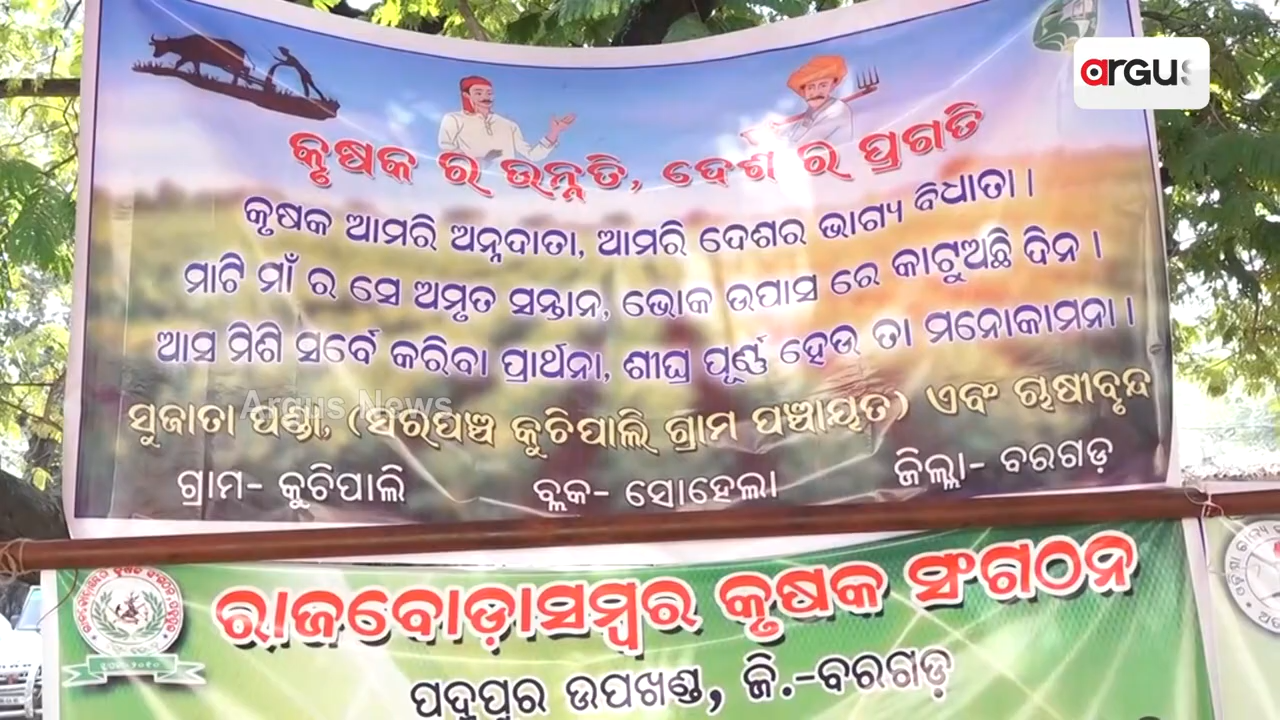 argus
କୃଷକ ର ଉନ୍ନତି, ଦେଶ ର ପ୍ରଗତି
କୃଷକ ଆମରି ଅନ୍ନଦାତା, ଆମରି ଦେଶର ଭାଗ୍ୟ ବିଧାତା ।
ମାଟି ମାଁ ର ସେ ଅମୃତ ସନ୍ତାନ, ଭୋକ ଉପାସ ରେ କାଟୁଅଛି ଦିନ ।
ଆସ ମିଶି ସର୍ବେ କରିବା ପ୍ରାର୍ଥନା, ଶୀଘ୍ର ପୂର୍ଣ୍ଣ ହେଉ ତା ମନୋକାମନା ।
Argus News
ସୁଜାତା ପଣ୍ଡା, (ସରପଞ୍ଚ କୁଚିପାଲି ଗ୍ରାମ ପଞ୍ଚାୟତ) ଏବଂ ଋଷୀବୃନ୍ଦ
ଗ୍ରାମ- କୁଚିପାଲି ବ୍ଲକ- ସୋହେଲା ଜିଲ୍ଲା- ବରଗଡ଼
ରାଜବୋଡ଼ାସମ୍ବର କୃଷକ ସଂଗଠନ
ପଦ୍ମପୁର ଉପଖଣ୍ଡ, ଜି.-ବରଗଡ଼